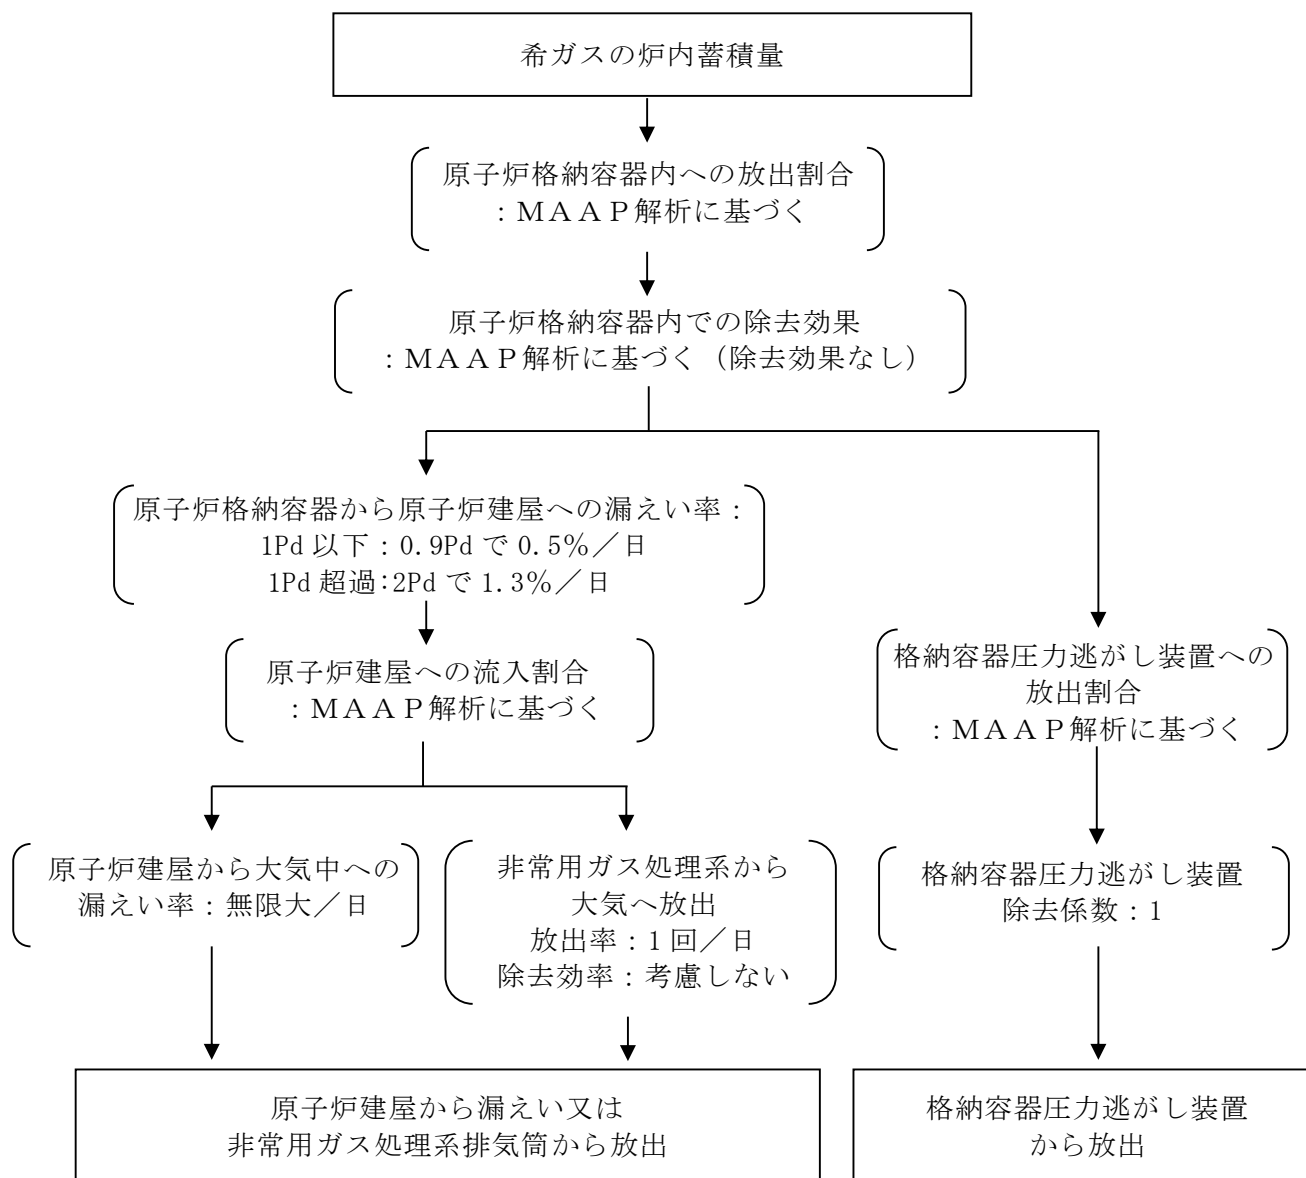 希ガスの炉内蓄積量
原子炉格納容器内への放出割合
：ＭＡＡＰ解析に基づく
原子炉格納容器内での除去効果
：ＭＡＡＰ解析に基づく（除去効果なし）
原子炉格納容器から原子炉建屋への漏えい率：
1Pd 以下：0.9Pd で 0.5％／日
1Pd 超過：2Pd で 1.3％／日
原子炉建屋への流入割合
：ＭＡＡＰ解析に基づく
格納容器圧力逃がし装置への
放出割合
：ＭＡＡＰ解析に基づく
原子炉建屋から大気中への
漏えい率：無限大／日
非常用ガス処理系から
大気へ放出
放出率：1 回／日
除去効率：考慮しない
格納容器圧力逃がし装置
除去係数：1
原子炉建屋から漏えい又は
非常用ガス処理系排気筒から放出
格納容器圧力逃がし装置
から放出